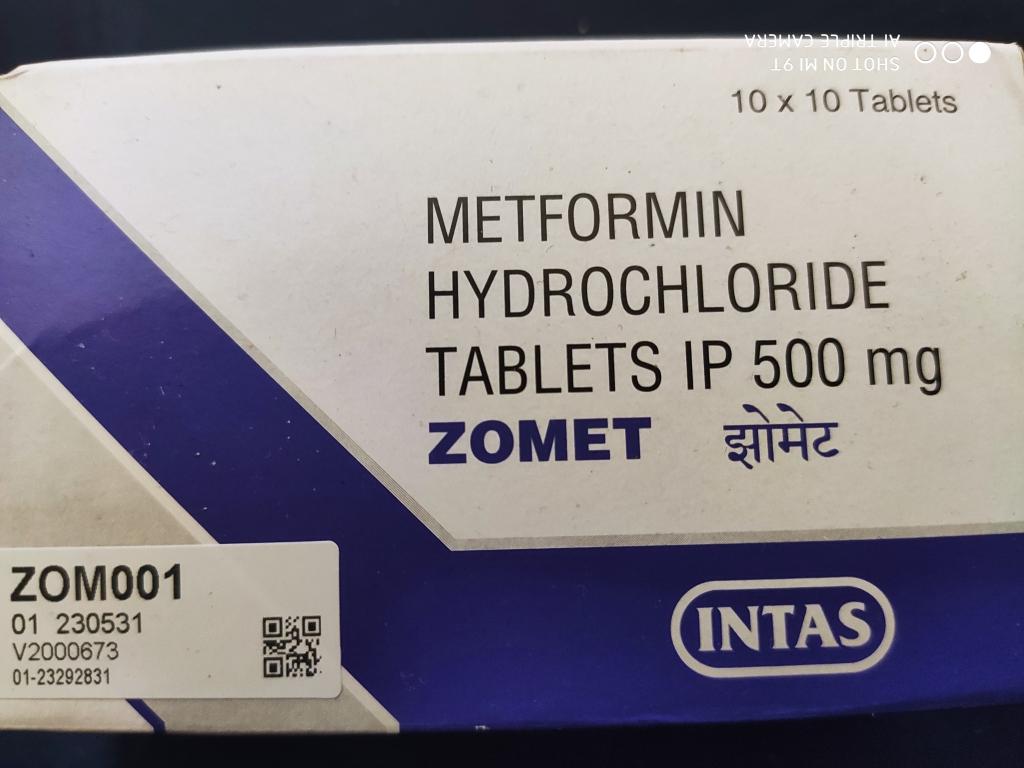 SHOT ON MI 9T
AI TRIPLE CAMERA
10 x 10 Tablets
METFORMIN
HYDROCHLORIDE
TABLETS IP 500 mg
ZOMET झोमेट
ZOM001
01 230531
V2000673
01-23292831
INTAS